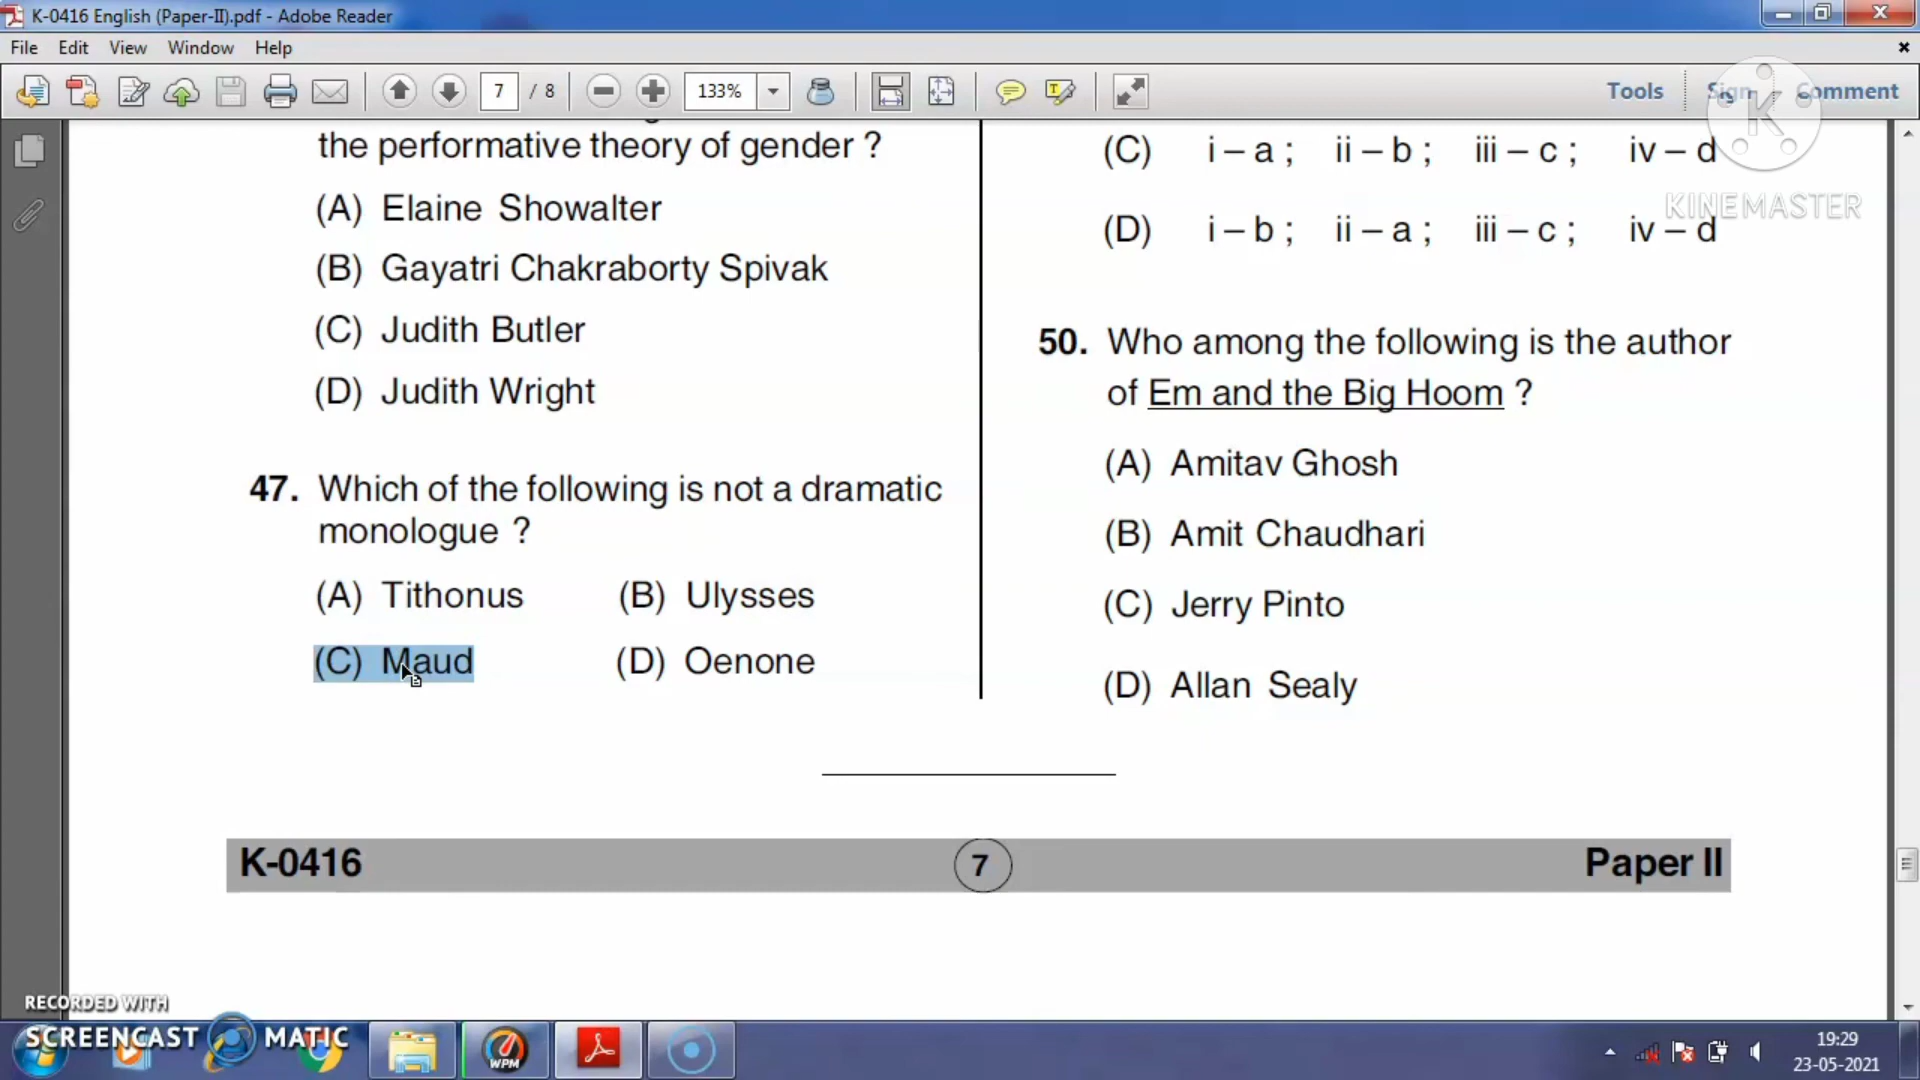 K-0416 English (Paper-II).pdf - Adobe Reader
File Edit View Window Help
7 / 8 133% Tools Sign Comment
KINEMASTER
the performative theory of gender ?
(A) Elaine Showalter
(B) Gayatri Chakraborty Spivak
(C) Judith Butler
(D) Judith Wright
47. Which of the following is not a dramatic
monologue ?
(A) Tithonus (B) Ulysses
(C) Maud (D) Oenone
(C) i – a ; ii – b ; iii – c ; iv – d
(D) i – b ; ii – a ; iii – c ; iv – d
50. Who among the following is the author
of Em and the Big Hoom ?
(A) Amitav Ghosh
(B) Amit Chaudhari
(C) Jerry Pinto
(D) Allan Sealy
K-0416 7 Paper II
RECORDED WITH
SCREENCAST MATIC
WPM
19:29
23-05-2021